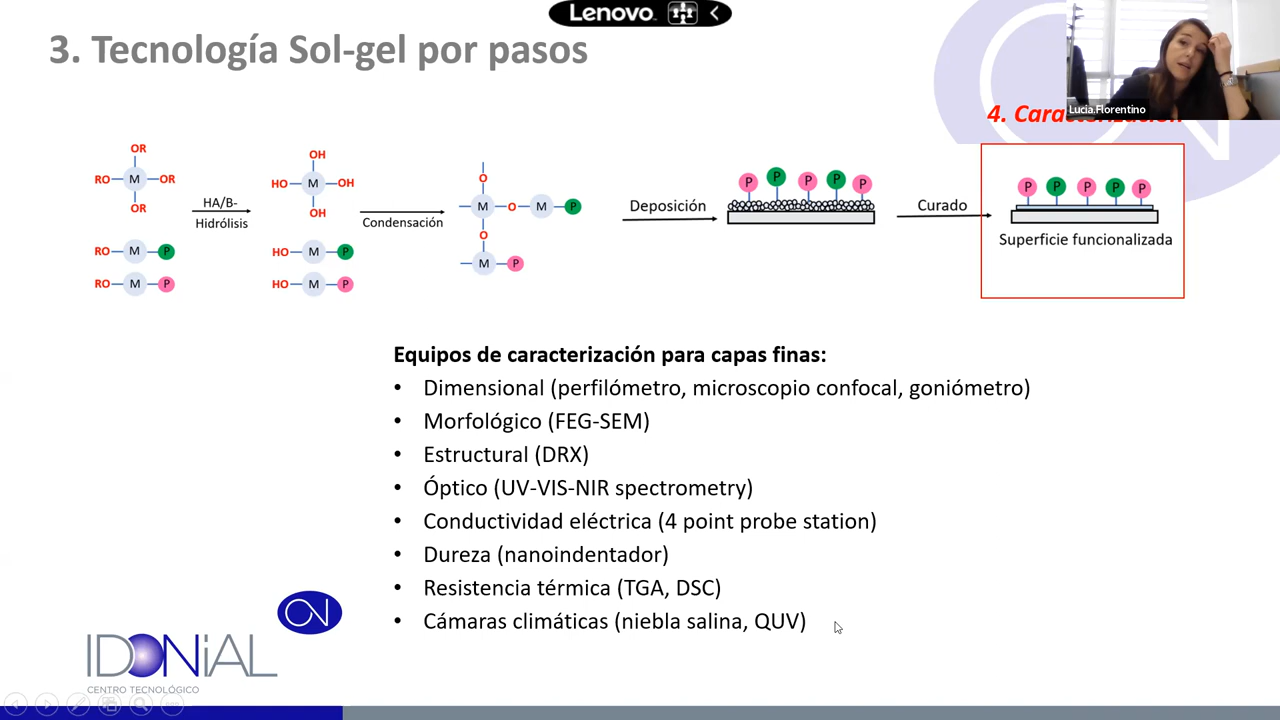 Lenovo
3. Tecnología Sol-gel por pasos
Lucia.Florentino
OR
RO M OR
OR
RO M P
RO M P
HA/B-
Hidrólisis
OH
HO M OH
OH
HO M P
HO M P
Condensación
O
M O M P
O
M P
Deposición
P P P P P
Curado
P P P P P
Superficie funcionalizada
Equipos de caracterización para capas finas:
• Dimensional (perfilómetro, microscopio confocal, goniómetro)
• Morfológico (FEG-SEM)
• Estructural (DRX)
• Óptico (UV-VIS-NIR spectrometry)
• Conductividad eléctrica (4 point probe station)
• Dureza (nanoindentador)
• Resistencia térmica (TGA, DSC)
• Cámaras climáticas (niebla salina, QUV)
IDONIAL
CENTRO TECNOLÓGICO